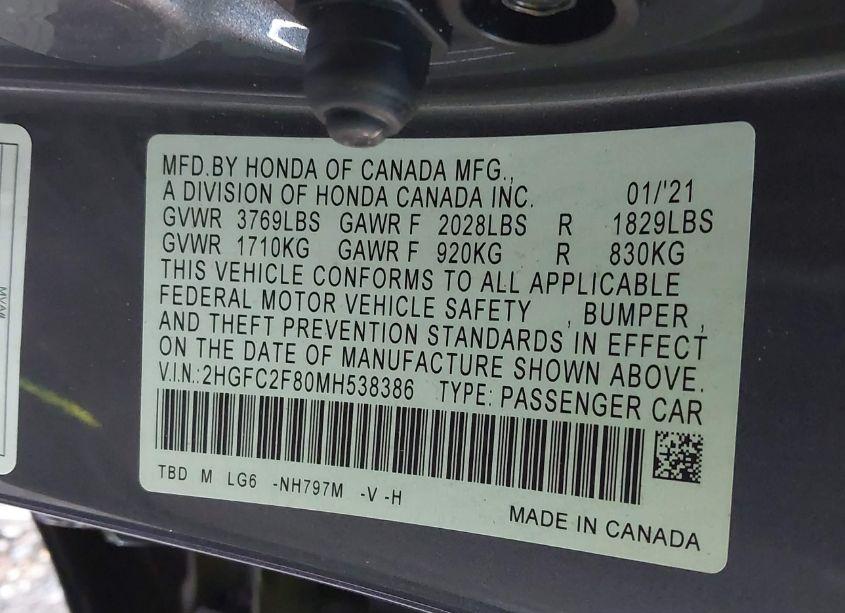 MFD.BY HONDA OF CANADA MFG.,
A DIVISION OF HONDA CANADA INC. 01/'21
GVWR 3769LBS GAWR F 2028LBS R 1829LBS
GVWR 1710KG GAWR F 920KG R 830KG
THIS VEHICLE CONFORMS TO ALL APPLICABLE
FEDERAL MOTOR VEHICLE SAFETY , BUMPER ,
AND THEFT PREVENTION STANDARDS IN EFFECT
ON THE DATE OF MANUFACTURE SHOWN ABOVE.
V.I.N.:2HGFC2F80MH538386 TYPE: PASSENGER CAR
TBD M LG6 -NH797M -V -H
MADE IN CANADA